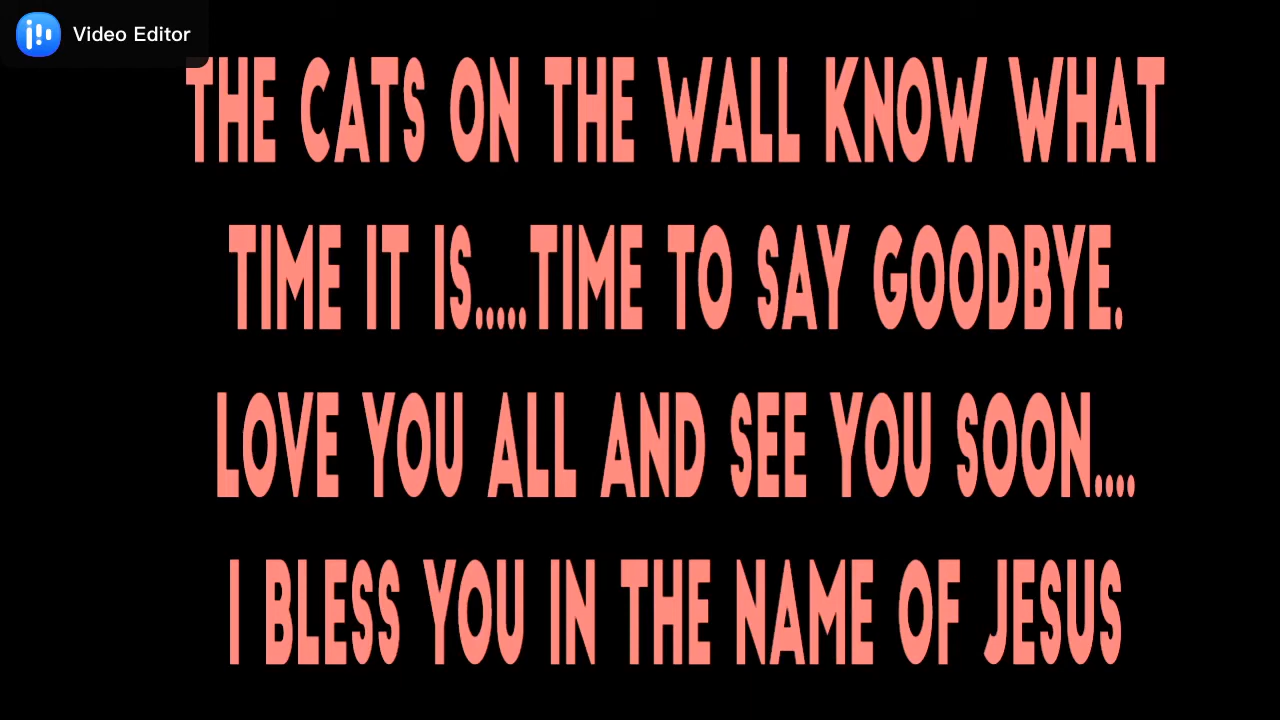 Video Editor
THE CATS ON THE WALL KNOW WHAT
TIME IT IS.....TIME TO SAY GOODBYE.
LOVE YOU ALL AND SEE YOU SOON....
I BLESS YOU IN THE NAME OF JESUS